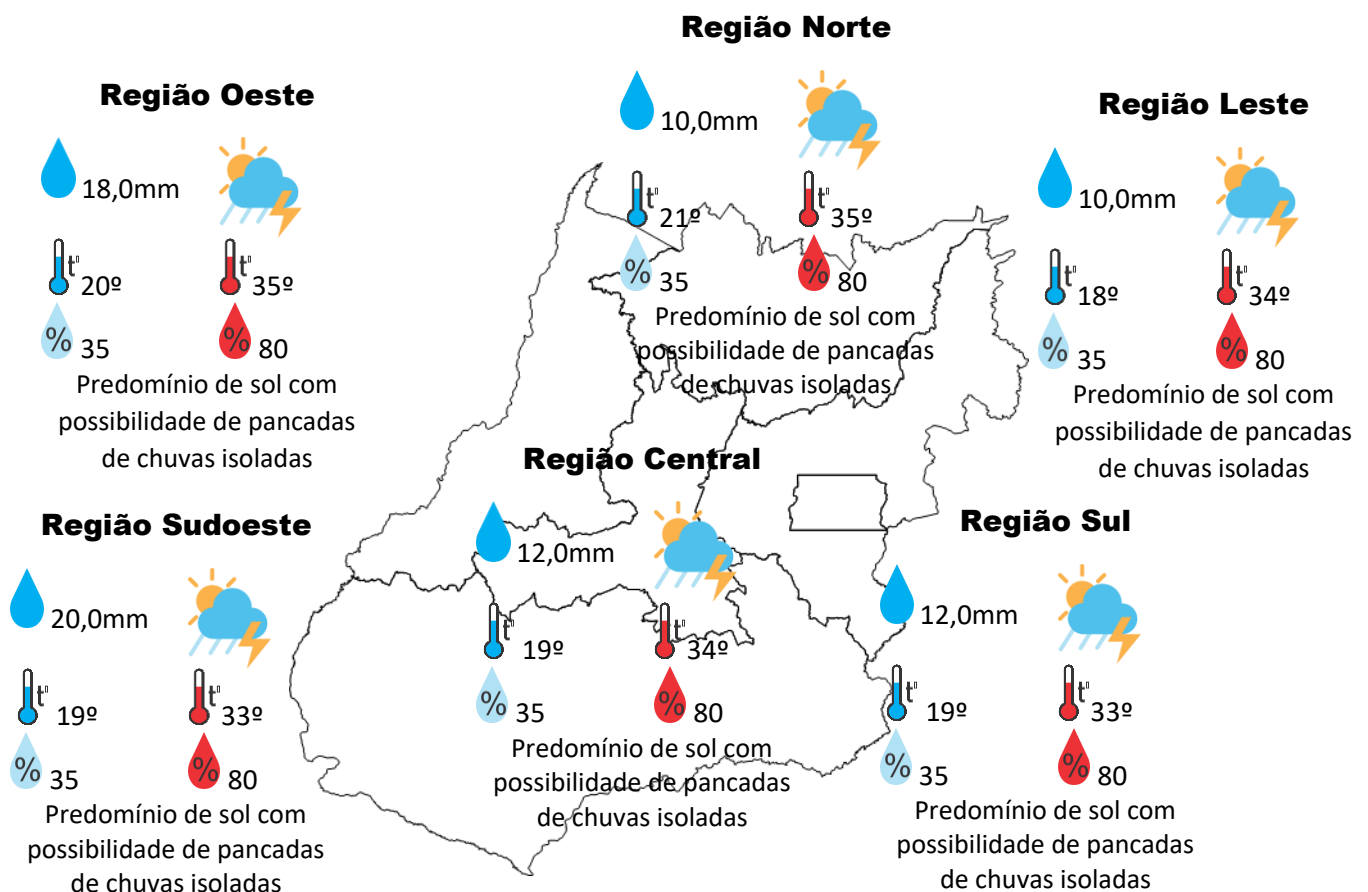 Região Norte
10,0mm
t°
21º
t°
35º
%
35
%
80
Predomínio de sol com
possibilidade de pancadas
de chuvas isoladas
Região Oeste
18,0mm
t°
20º
t°
35º
%
35
%
80
Predomínio de sol com
possibilidade de pancadas
de chuvas isoladas
Região Leste
10,0mm
t°
18º
t°
34º
%
35
%
80
Predomínio de sol com
possibilidade de pancadas
de chuvas isoladas
Região Central
12,0mm
t°
19º
t°
34º
%
35
%
80
Predomínio de sol com
possibilidade de pancadas
de chuvas isoladas
Região Sudoeste
20,0mm
t°
19º
t°
33º
%
35
%
80
Predomínio de sol com
possibilidade de pancadas
de chuvas isoladas
Região Sul
12,0mm
t°
19º
t°
33º
%
35
%
80
Predomínio de sol com
possibilidade de pancadas
de chuvas isoladas